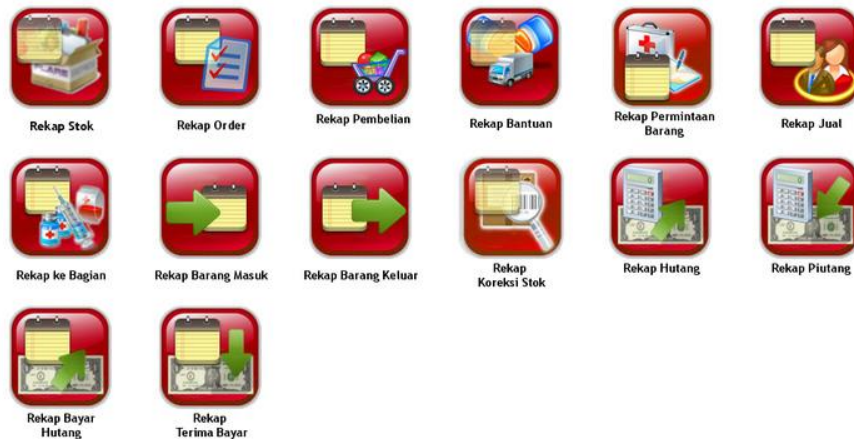 Rekap Stok
Rekap Order
Rekap Pembelian
Rekap Bantuan
Rekap Permintaan
Barang
Rekap Jual
Rekap ke Bagian
Rekap Barang Masuk
Rekap Barang Keluar
Rekap
Koreksi Stok
Rekap Hutang
Rekap Piutang
Rekap Bayar
Hutang
Rekap
Terima Bayar